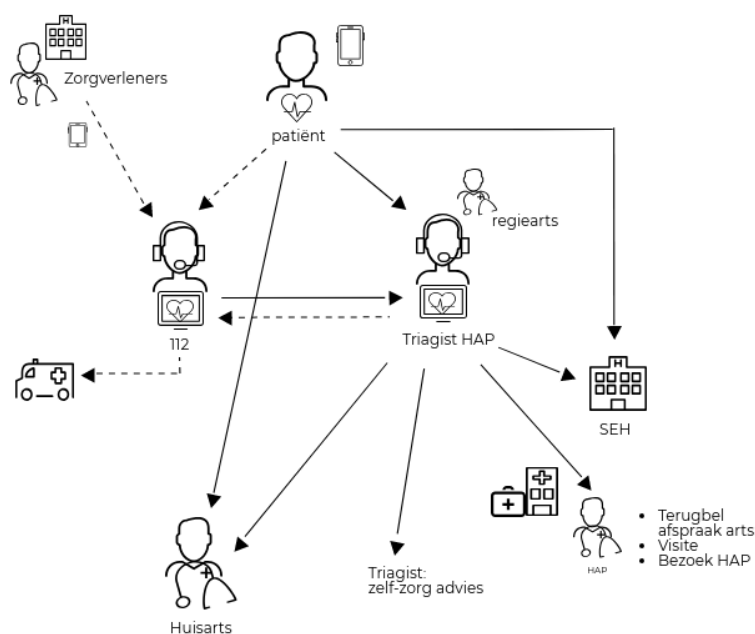 H
Zorgverleners
patiënt
regiearts
112
Triagist HAP
H
SEH
Terugbel
afspraak arts
Visite
Bezoek HAP
HAP
Triagist:
zelf-zorg advies
Huisarts